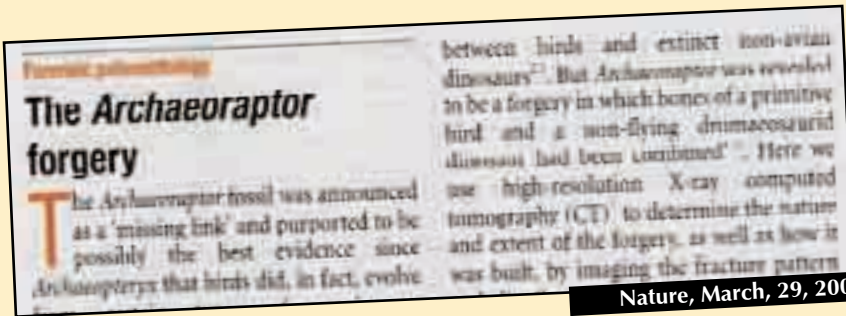 Forensic palaeontology
The Archaeoraptor
forgery
The Archaeoraptor fossil was announced
as a 'missing link' and purported to be
possibly the best evidence since
Archaeopteryx that birds did, in fact, evolve
between birds and extinct non-avian
dinosaurs. But Archaeoraptor was revealed
to be a forgery in which bones of a primitive
bird and a non-flying dromaeosaurid
dinosaur had been combined. Here we
use high-resolution X-ray computed
tomography (CT) to determine the nature
and extent of the forgery, as well as how it
was built, by imaging the fracture pattern
Nature, March, 29, 200